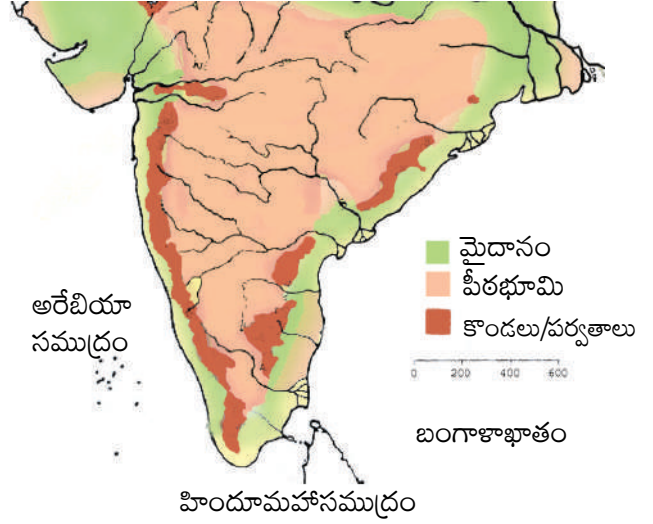 మైదానం
పీఠభూమి
కొండలు/పర్వతాలు
0 200 400 600
అరేబియా
సముద్రం
బంగాళాఖాతం
హిందూమహాసముద్రం